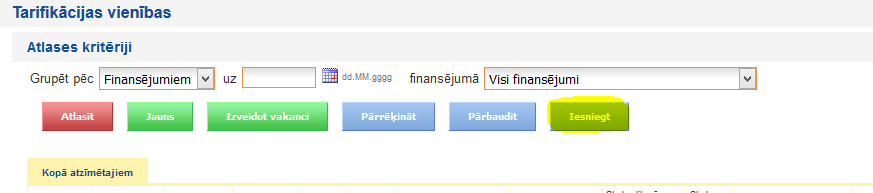 Tarifikācijas vienības
Atlases kritēriji
Grupēt pēc Finansējumiem uz dd.MM.gggg finansējumā Visi finansējumi
Atlasīt Jauns Izveidot vakanci Pārrēķināt Pārbaudīt Iesniegt
Kopā atzīmētajiem